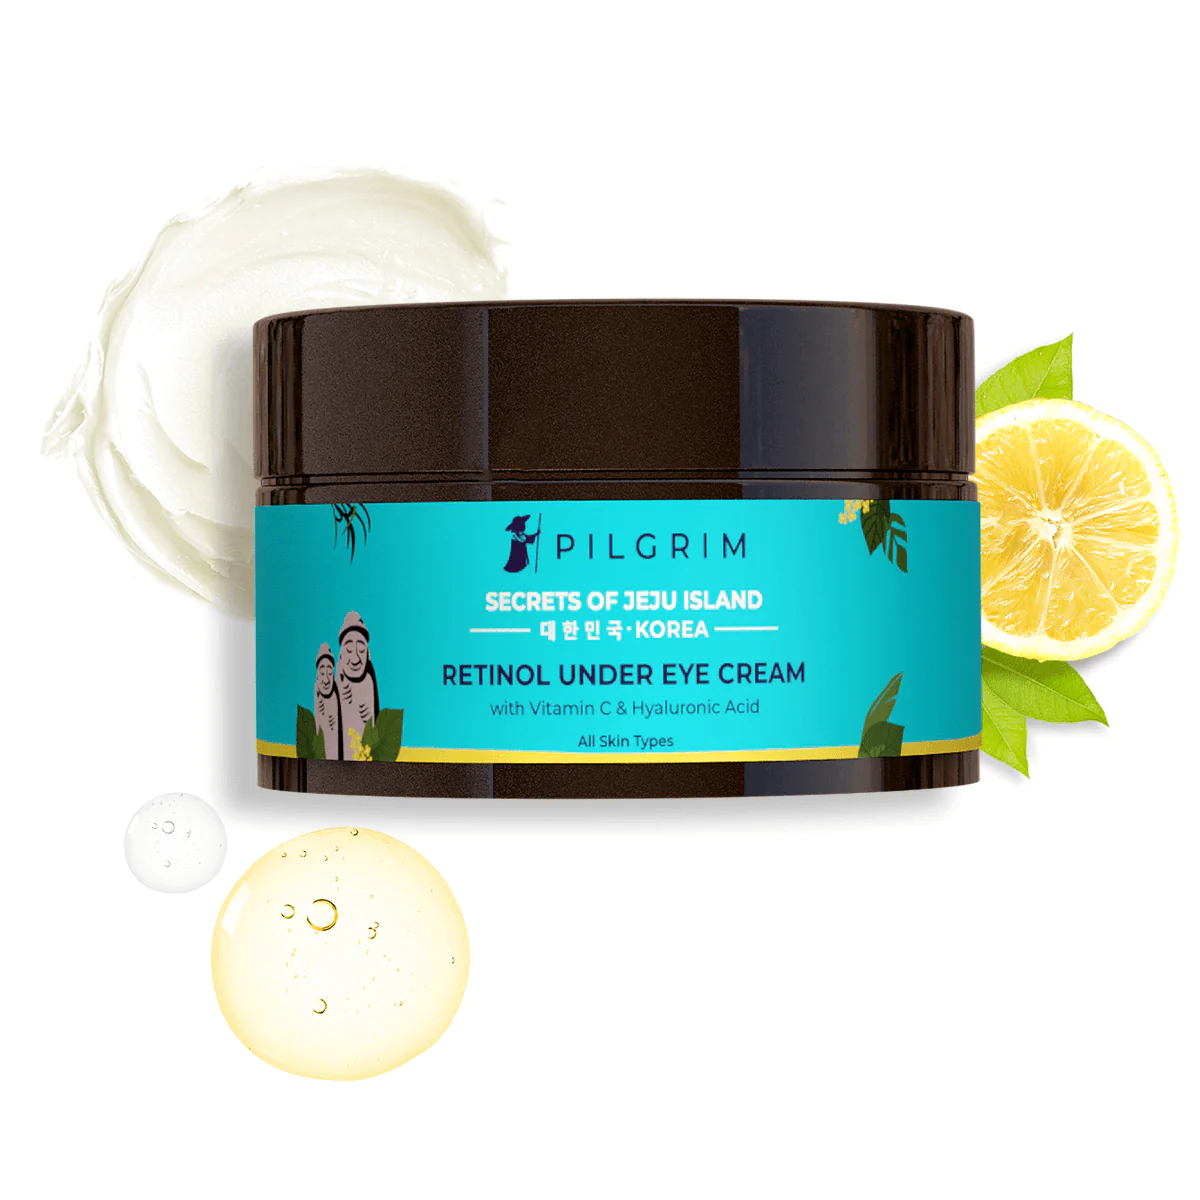 PILGRIM
SECRETS OF JEJU ISLAND
대한민국·KOREA
RETINOL UNDER EYE CREAM
with Vitamin C & Hyaluronic Acid
All Skin Types